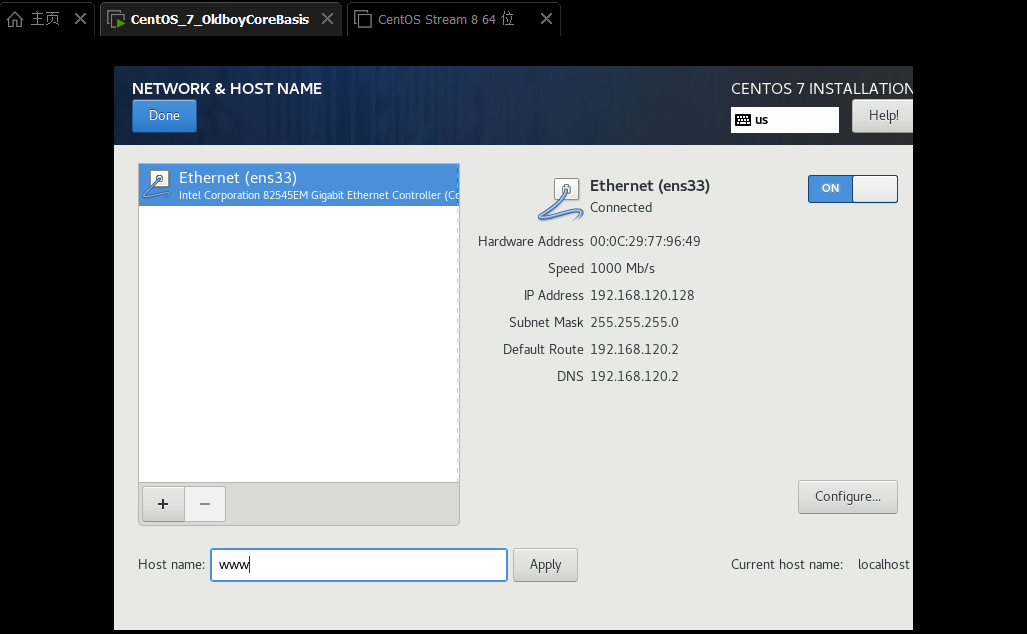 主页
CentOS_7_OldboyCoreBasis
CentOS Stream 8 64 位
NETWORK & HOST NAME
CENTOS 7 INSTALLATION
Done
us
Help!
Ethernet (ens33)
Intel Corporation 82545EM Gigabit Ethernet Controller (Co
Ethernet (ens33)
Connected
ON
Hardware Address 00:0C:29:77:96:49
Speed 1000 Mb/s
IP Address 192.168.120.128
Subnet Mask 255.255.255.0
Default Route 192.168.120.2
DNS 192.168.120.2
+ −
Configure...
Host name: www Apply Current host name: localhost